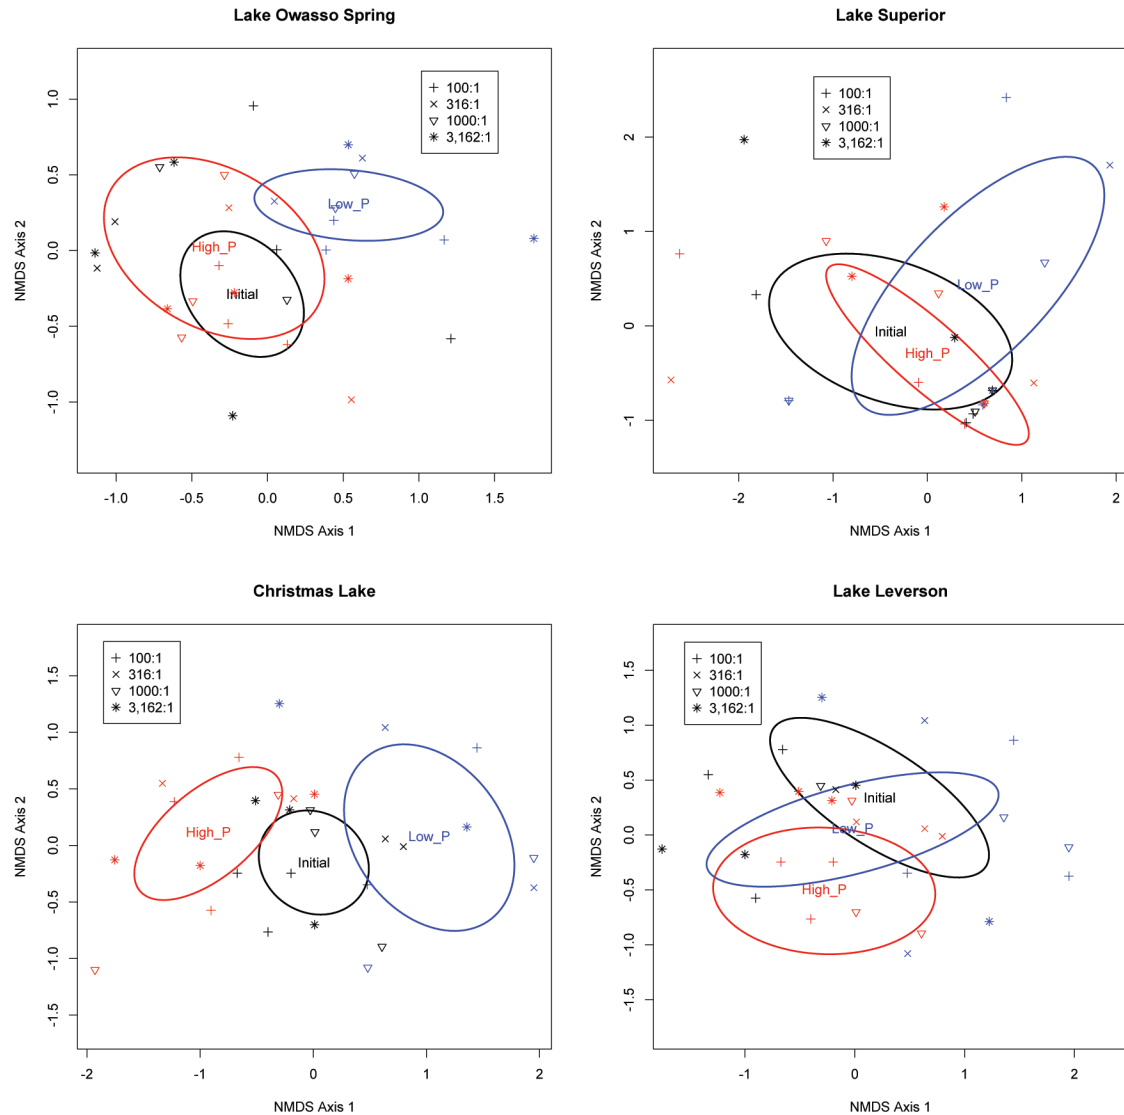 Lake Owasso Spring
100:1
316:1
1000:1
3,162:1
Low_P
High_P
Initial
1.0
0.5
0.0
-0.5
-1.0
NMDS Axis 2
-1.0 -0.5 0.0 0.5 1.0 1.5
NMDS Axis 1
Lake Superior
100:1
316:1
1000:1
3,162:1
Low_P
Initial
High_P
2
1
0
-1
NMDS Axis 2
-2 -1 0 1 2
NMDS Axis 1
Christmas Lake
100:1
316:1
1000:1
3,162:1
High_P
Low_P
Initial
1.5
1.0
0.5
0.0
-0.5
-1.0
-1.5
NMDS Axis 2
-2 -1 0 1 2
NMDS Axis 1
Lake Leverson
100:1
316:1
1000:1
3,162:1
Initial
Low_P
High_P
1.5
1.0
0.5
0.0
-0.5
-1.0
-1.5
NMDS Axis 2
-1 0 1 2
NMDS Axis 1